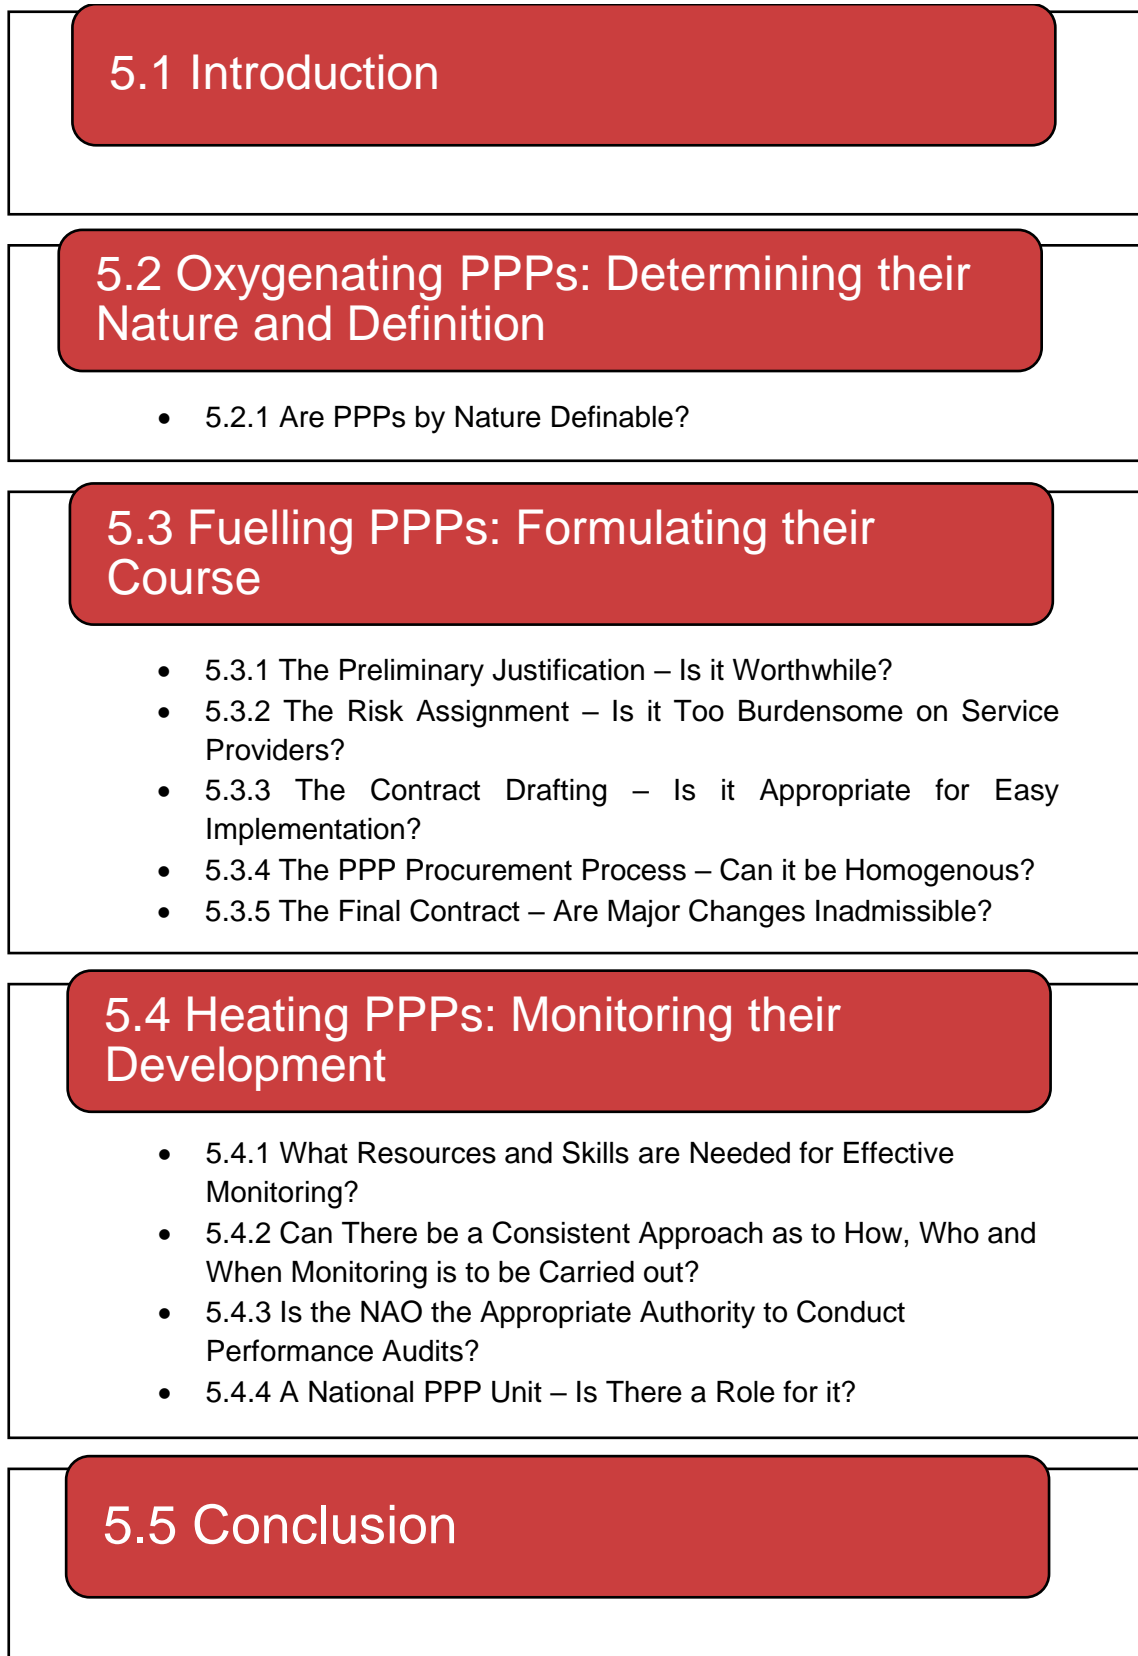 5.1 Introduction
5.2 Oxygenating PPPs: Determining their
Nature and Definition
• 5.2.1 Are PPPs by Nature Definable?
5.3 Fuelling PPPs: Formulating their
Course
• 5.3.1 The Preliminary Justification – Is it Worthwhile?
• 5.3.2 The Risk Assignment – Is it Too Burdensome on Service
Providers?
• 5.3.3 The Contract Drafting – Is it Appropriate for Easy
Implementation?
• 5.3.4 The PPP Procurement Process – Can it be Homogenous?
• 5.3.5 The Final Contract – Are Major Changes Inadmissible?
5.4 Heating PPPs: Monitoring their
Development
• 5.4.1 What Resources and Skills are Needed for Effective
Monitoring?
• 5.4.2 Can There be a Consistent Approach as to How, Who and
When Monitoring is to be Carried out?
• 5.4.3 Is the NAO the Appropriate Authority to Conduct
Performance Audits?
• 5.4.4 A National PPP Unit – Is There a Role for it?
5.5 Conclusion